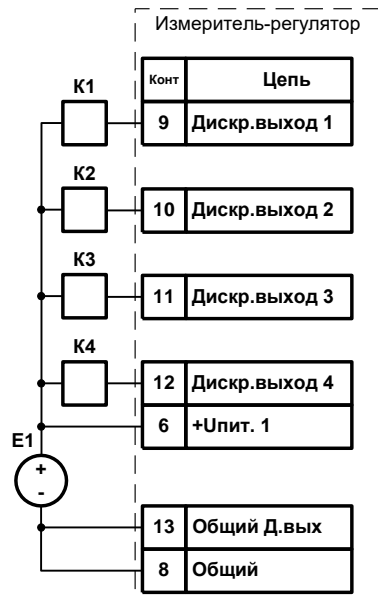 Измеритель-регулятор
Конт Цепь
К1
9 Дискр.выход 1
К2
10 Дискр.выход 2
К3
11 Дискр.выход 3
К4
12 Дискр.выход 4
6 +Uпит. 1
E1
+
-
13 Общий Д.вых
8 Общий